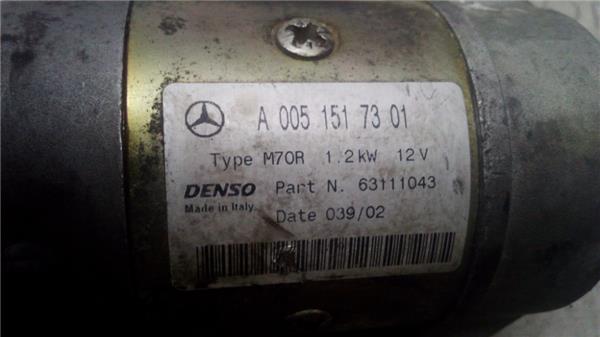 A 005 151 73 01
Type M70R 1.2kW 12V
DENSO Part N. 63111043
Made in Italy
Date 039/02